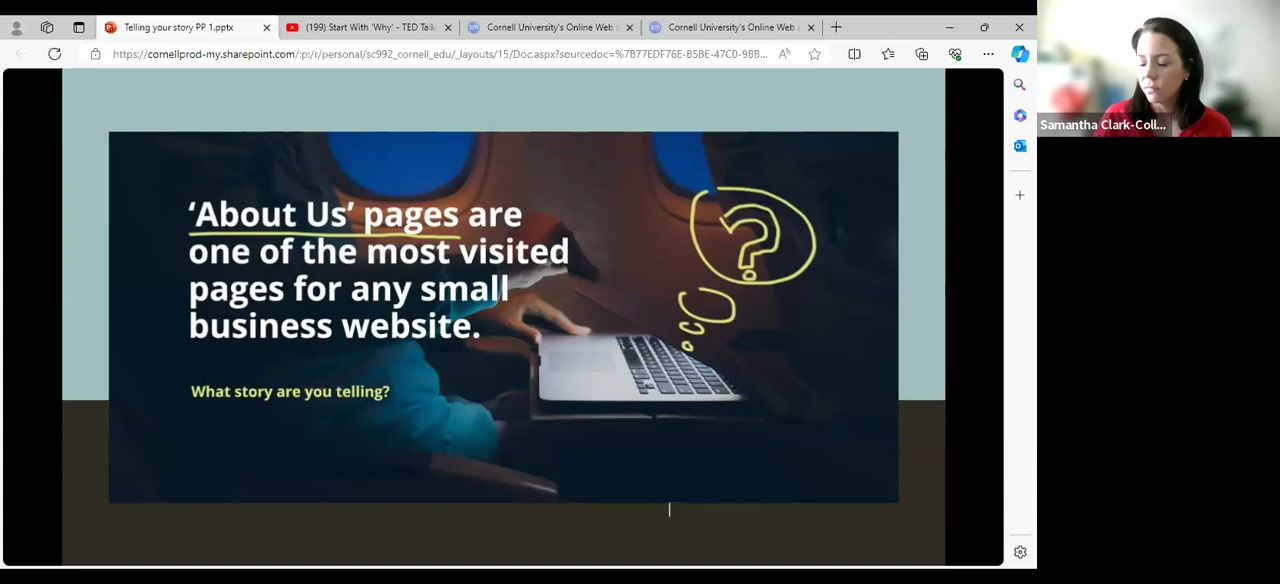 Telling your story PP 1.pptx
(199) Start With 'Why' - TED Talk
Cornell University's Online Web
Cornell University's Online Web
https://cornellprod-my.sharepoint.com/:p:/r/personal/sc992_cornell_edu/_layouts/15/Doc.aspx?sourcedoc=%7B77EDF76E-B5BE-47C0-9BB...
Samantha Clark-Coll...
‘About Us’ pages are
one of the most visited
pages for any small
business website.
What story are you telling?
?